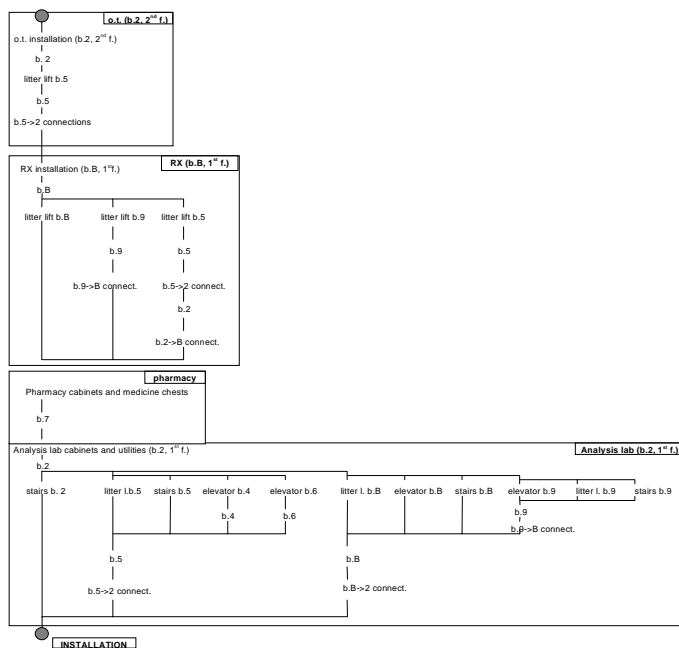 o.t. (b.2, 2nd f.)
o.t. installation (b.2, 2nd f.)
b. 2
litter lift b.5
b.5
b.5->2 connections
RX (b.B, 1st f.)
RX installation (b.B, 1st f.)
b.B
litter lift b.B litter lift b.9 litter lift b.5
b.9 b.5
b.9->B connect. b.5->2 connect.
b.2
b.2->B connect.
pharmacy
Pharmacy cabinets and medicine chests
b.7
Analysis lab cabinets and utilities (b.2, 1st f.) Analysis lab (b.2, 1st f.)
b.2
stairs b. 2 litter l.b.5 stairs b.5 elevator b.4 elevator b.6 litter l. b.B elevator b.B stairs b.B elevator b.9 litter l. b.9 stairs b.9
b.4 b.6 b.9
b.9->B connect.
b.5 b.B
b.5->2 connect. b.B->2 connect.
INSTALLATION